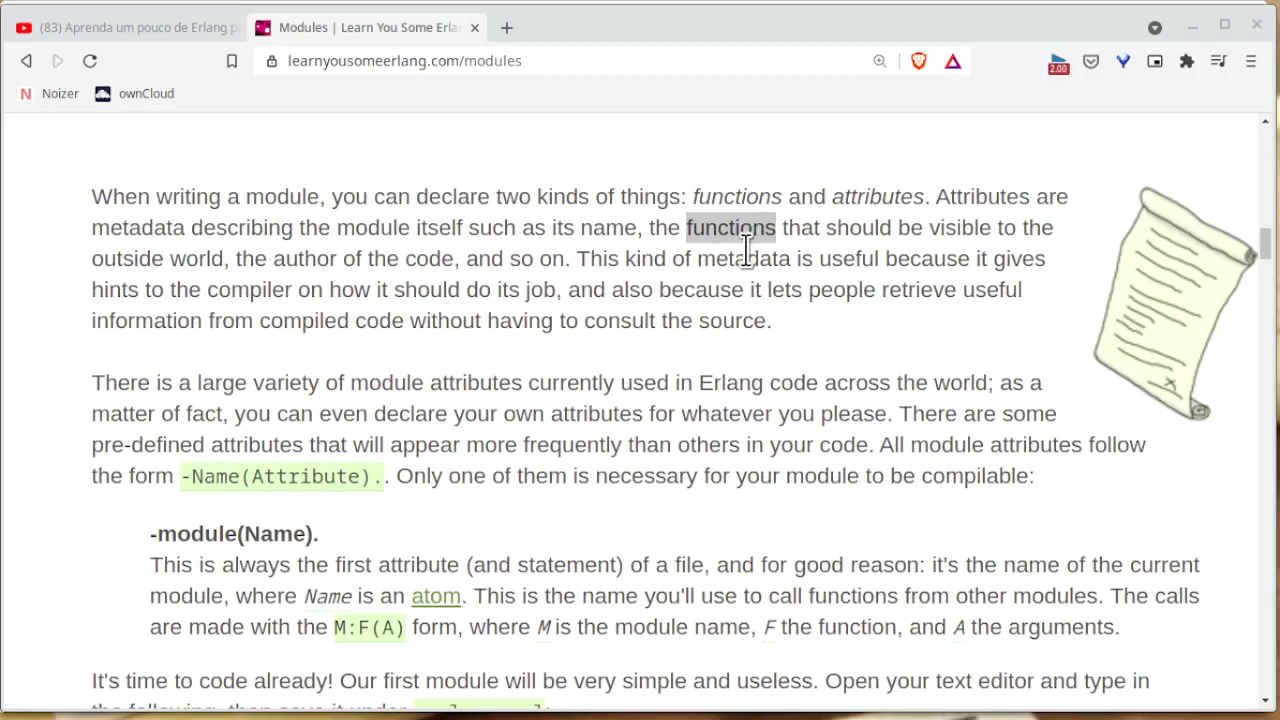 (83) Aprenda um pouco de Erlang p
Modules | Learn You Some Erla
learnyousomeerlang.com/modules
2.00
N Noizer
ownCloud
When writing a module, you can declare two kinds of things: functions and attributes. Attributes are
metadata describing the module itself such as its name, the functions that should be visible to the
outside world, the author of the code, and so on. This kind of metadata is useful because it gives
hints to the compiler on how it should do its job, and also because it lets people retrieve useful
information from compiled code without having to consult the source.
There is a large variety of module attributes currently used in Erlang code across the world; as a
matter of fact, you can even declare your own attributes for whatever you please. There are some
pre-defined attributes that will appear more frequently than others in your code. All module attributes follow
the form -Name(Attribute).. Only one of them is necessary for your module to be compilable:
-module(Name).
This is always the first attribute (and statement) of a file, and for good reason: it's the name of the current
module, where Name is an atom. This is the name you'll use to call functions from other modules. The calls
are made with the M:F(A) form, where M is the module name, F the function, and A the arguments.
It's time to code already! Our first module will be very simple and useless. Open your text editor and type in
the following, then save it under